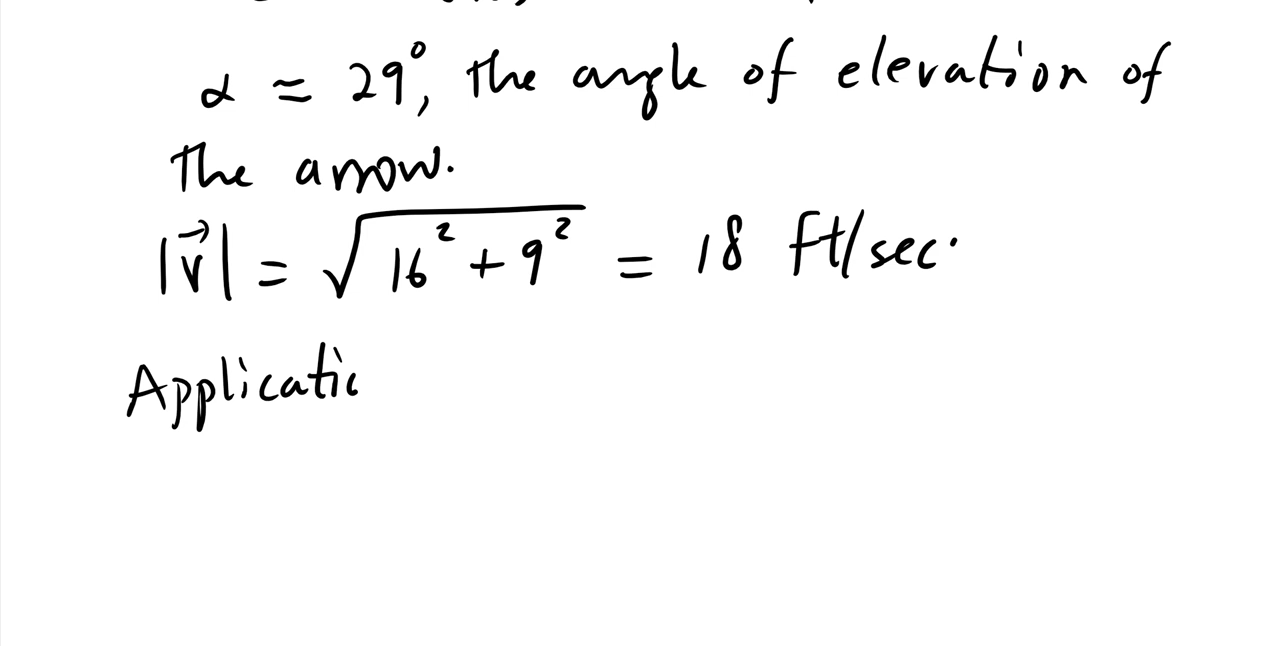 α ≈ 29°, the angle of elevation of
the arrow.
|v⃗| = √(16² + 9²) = 18 ft/sec.
Applicati